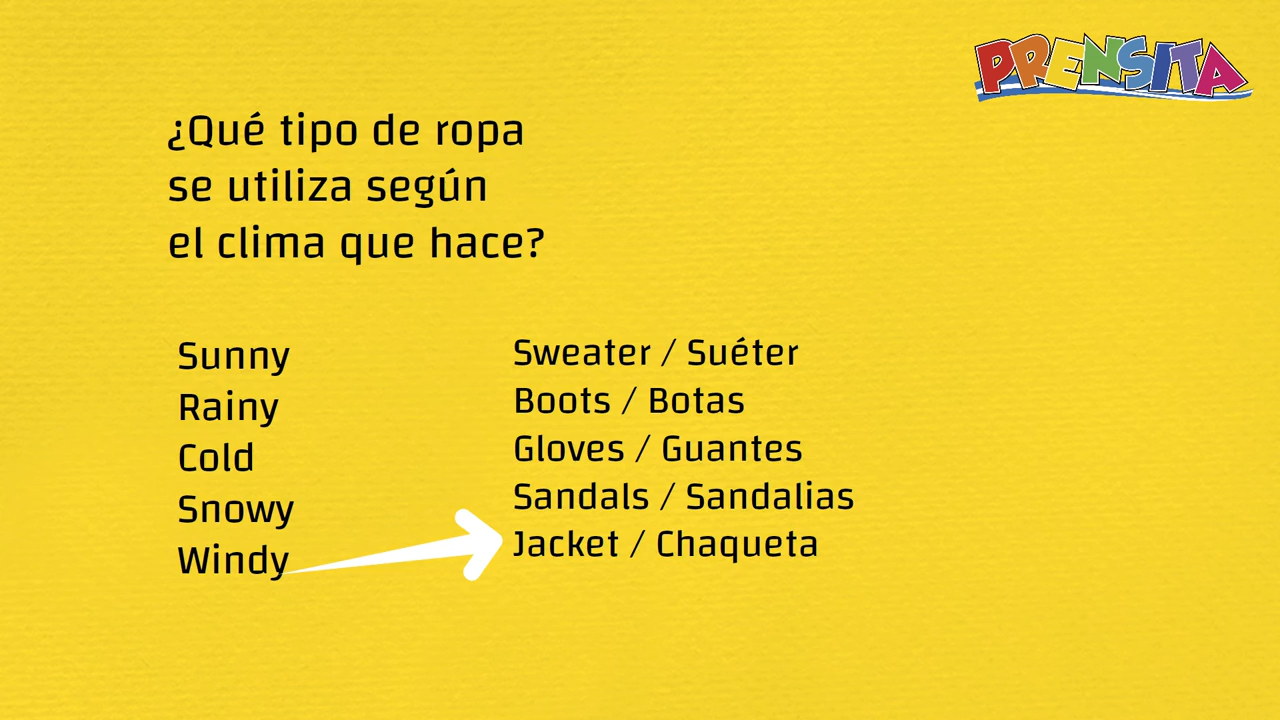 PRENSITA
¿Qué tipo de ropa
se utiliza según
el clima que hace?
Sunny
Rainy
Cold
Snowy
Windy
Sweater / Suéter
Boots / Botas
Gloves / Guantes
Sandals / Sandalias
Jacket / Chaqueta